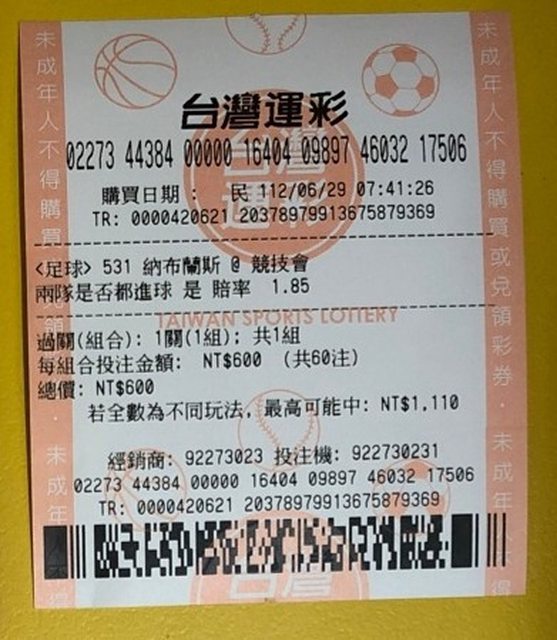 台灣運彩
02273 44384 00000 16404 09897 46032 17506
購買日期： 民 112/06/29 07:41:26
TR: 0000420621 20378979913675879369
<足球> 531 納布蘭斯 @ 競技會
兩隊是否都進球 是 賠率 1.85
TAIWAN SPORTS LOTTERY
過關(組合): 1關(1組); 共1組
每組合投注金額: NT$600 (共60注)
總價: NT$600
若全數為不同玩法, 最高可能中: NT$1,110
經銷商: 92273023 投注機: 922730231
02273 44384 00000 16404 09897 46032 17506
TR: 0000420621 20378979913675879369
未成年人不得購買
領
未成年
未成年人不得購買或兌領彩券．未成年人不得